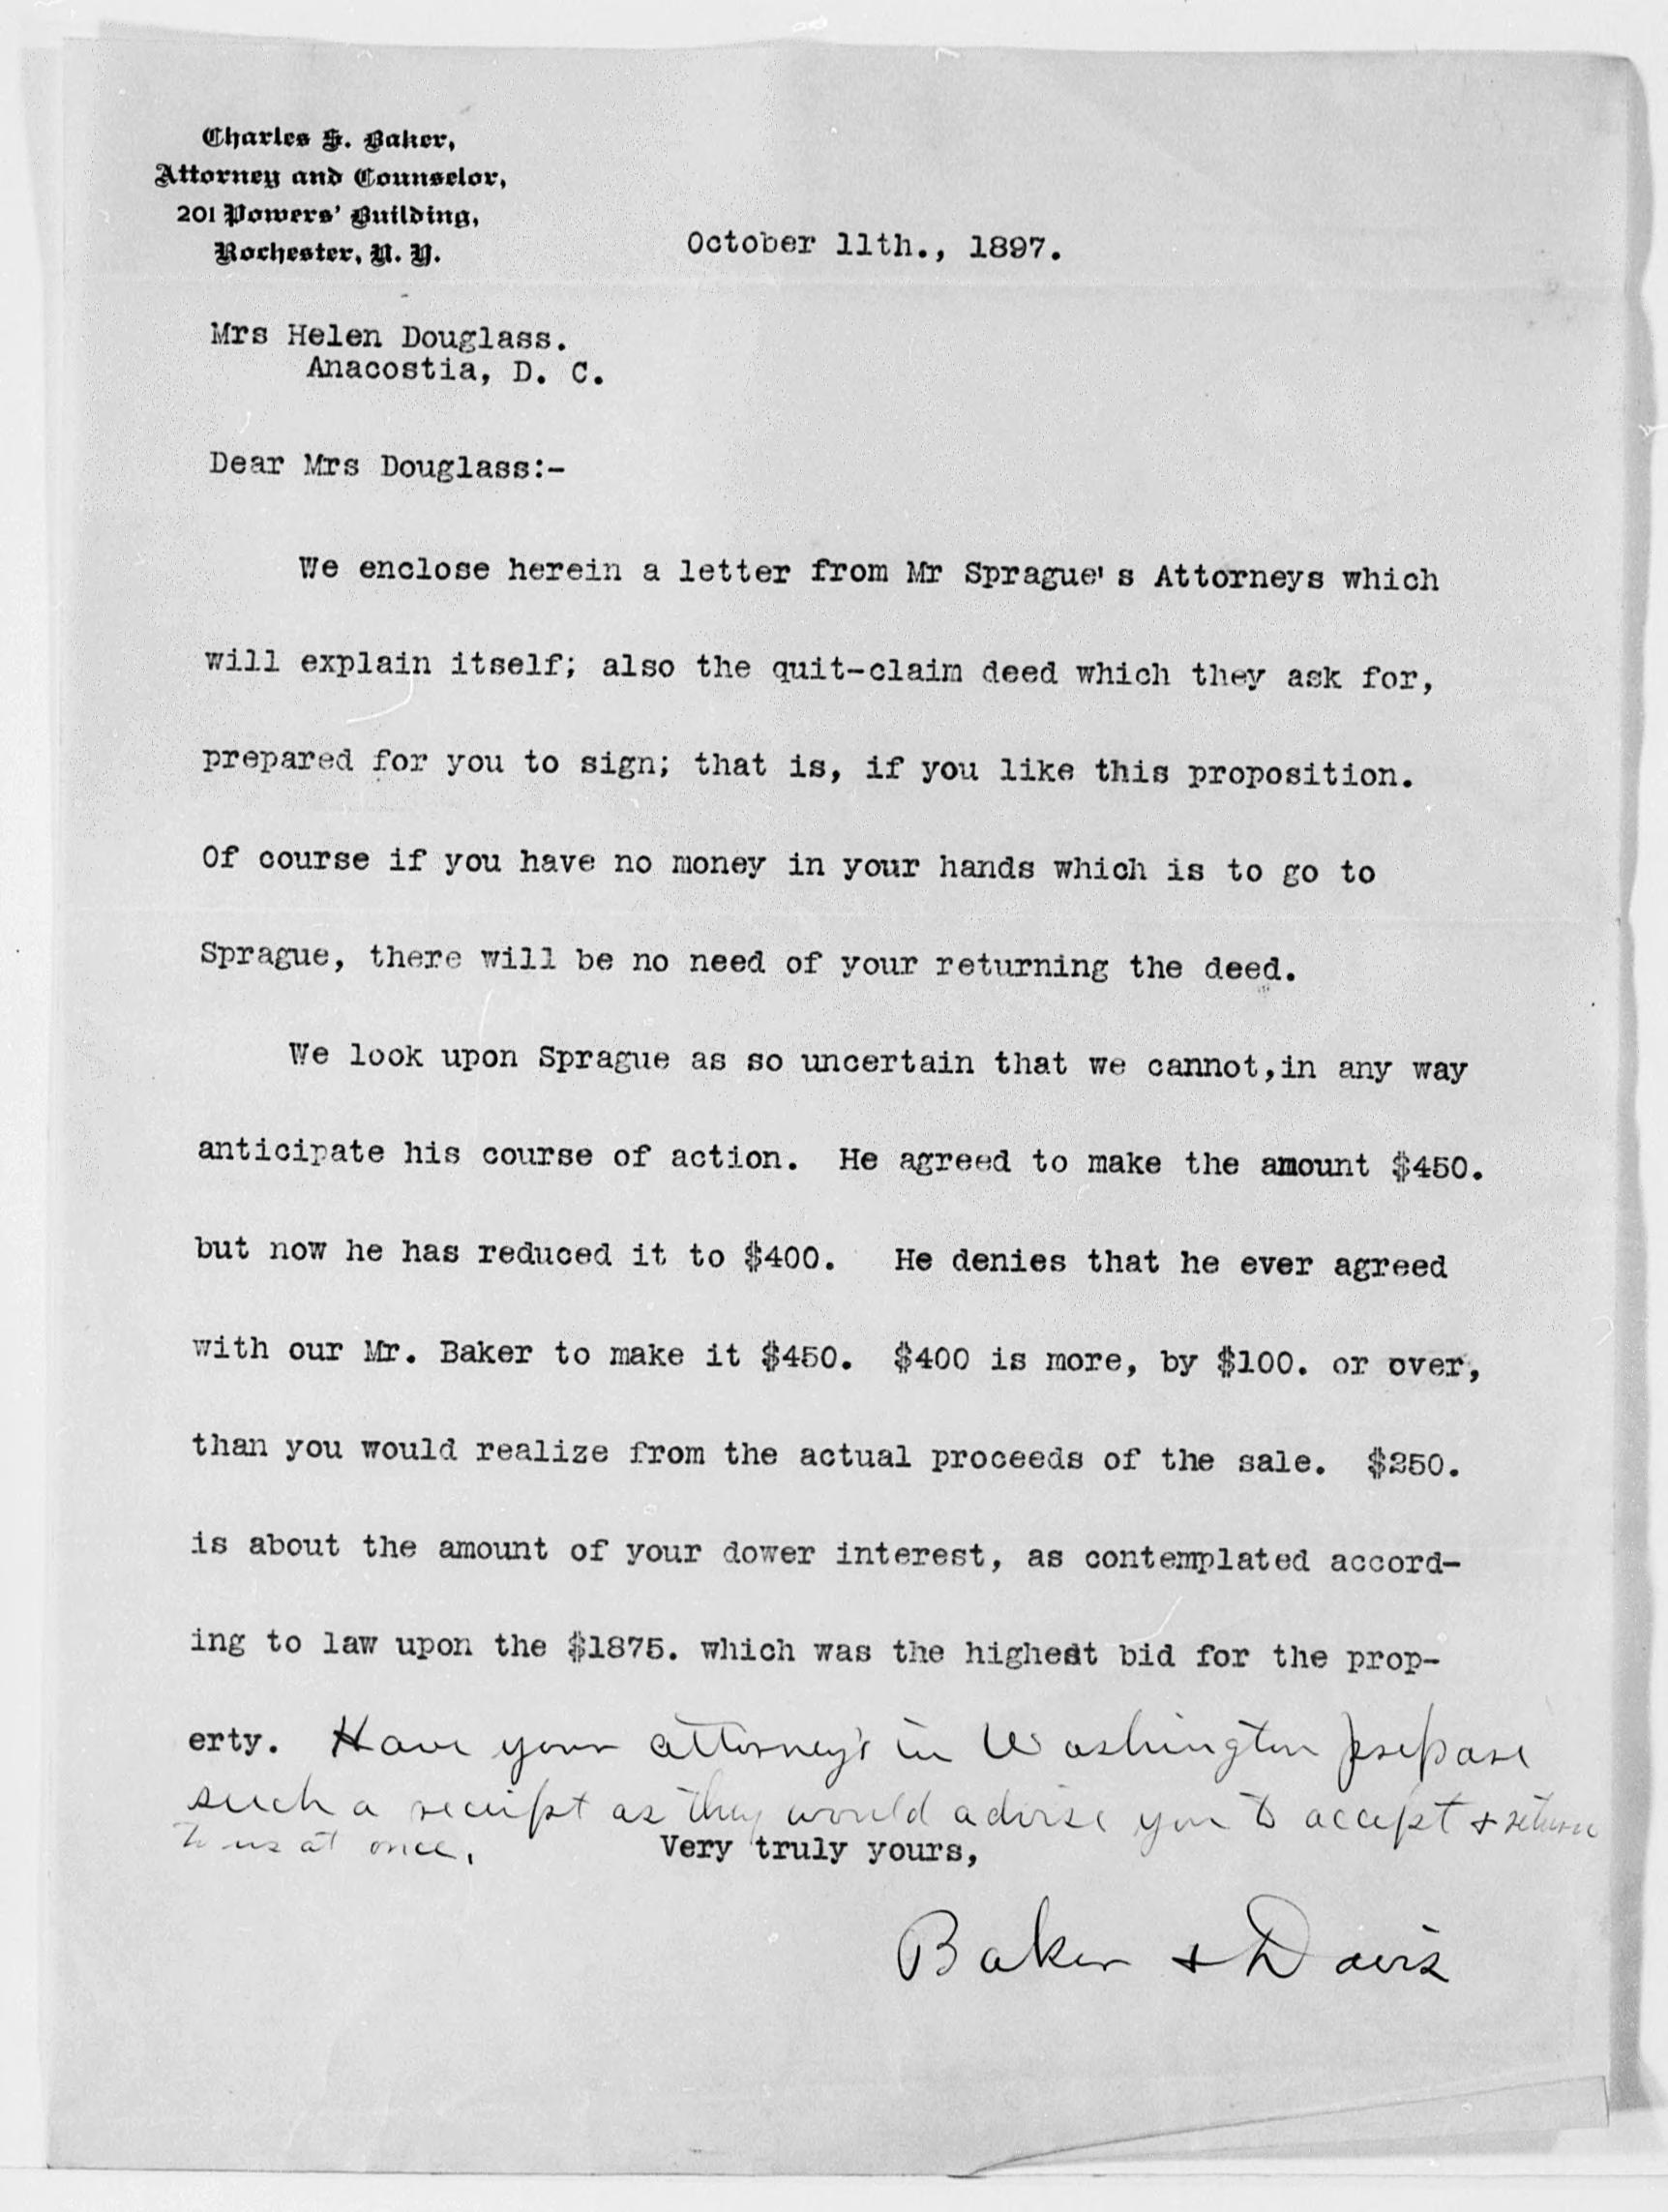 Charles S. Baker,
Attorney and Counselor,
201 Powers' Building,
Rochester, N. Y.
October 11th., 1897.
Mrs Helen Douglass.
Anacostia, D. C.
Dear Mrs Douglass:-
We enclose herein a letter from Mr Sprague's Attorneys which
will explain itself; also the quit-claim deed which they ask for,
prepared for you to sign; that is, if you like this proposition.
Of course if you have no money in your hands which is to go to
Sprague, there will be no need of your returning the deed.
We look upon Sprague as so uncertain that we cannot,in any way
anticipate his course of action. He agreed to make the amount $450.
but now he has reduced it to $400. He denies that he ever agreed
with our Mr. Baker to make it $450. $400 is more, by $100. or over,
than you would realize from the actual proceeds of the sale. $250.
is about the amount of your dower interest, as contemplated accord-
ing to law upon the $1875. which was the highest bid for the prop-
erty. Have your attorney's in Washington prepare
such a receipt as they would advise you to accept & return
to us at once.
Very truly yours,
Baker & Davis